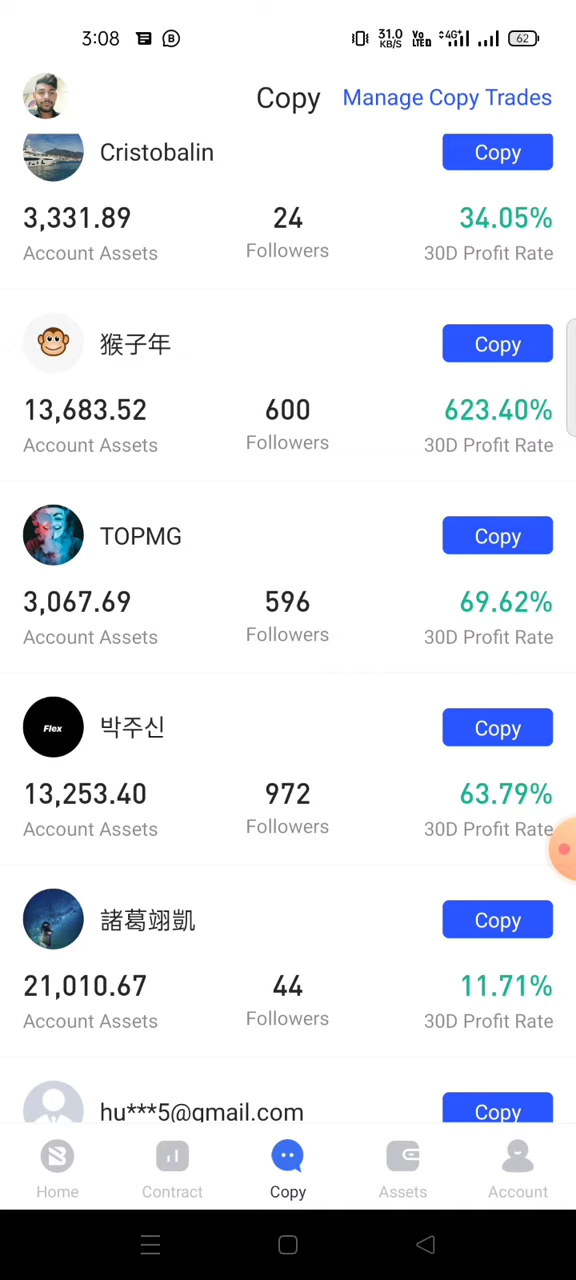 3:08
31.0 KB/S Vo LTED 4G+ 62
Copy Manage Copy Trades
Cristobalin Copy
3,331.89 24 34.05%
Account Assets Followers 30D Profit Rate
猴子年 Copy
13,683.52 600 623.40%
Account Assets Followers 30D Profit Rate
TOPMG Copy
3,067.69 596 69.62%
Account Assets Followers 30D Profit Rate
Flex 박주신 Copy
13,253.40 972 63.79%
Account Assets Followers 30D Profit Rate
諸葛翊凱 Copy
21,010.67 44 11.71%
Account Assets Followers 30D Profit Rate
hu***5@gmail.com Copy
Home Contract Copy Assets Account